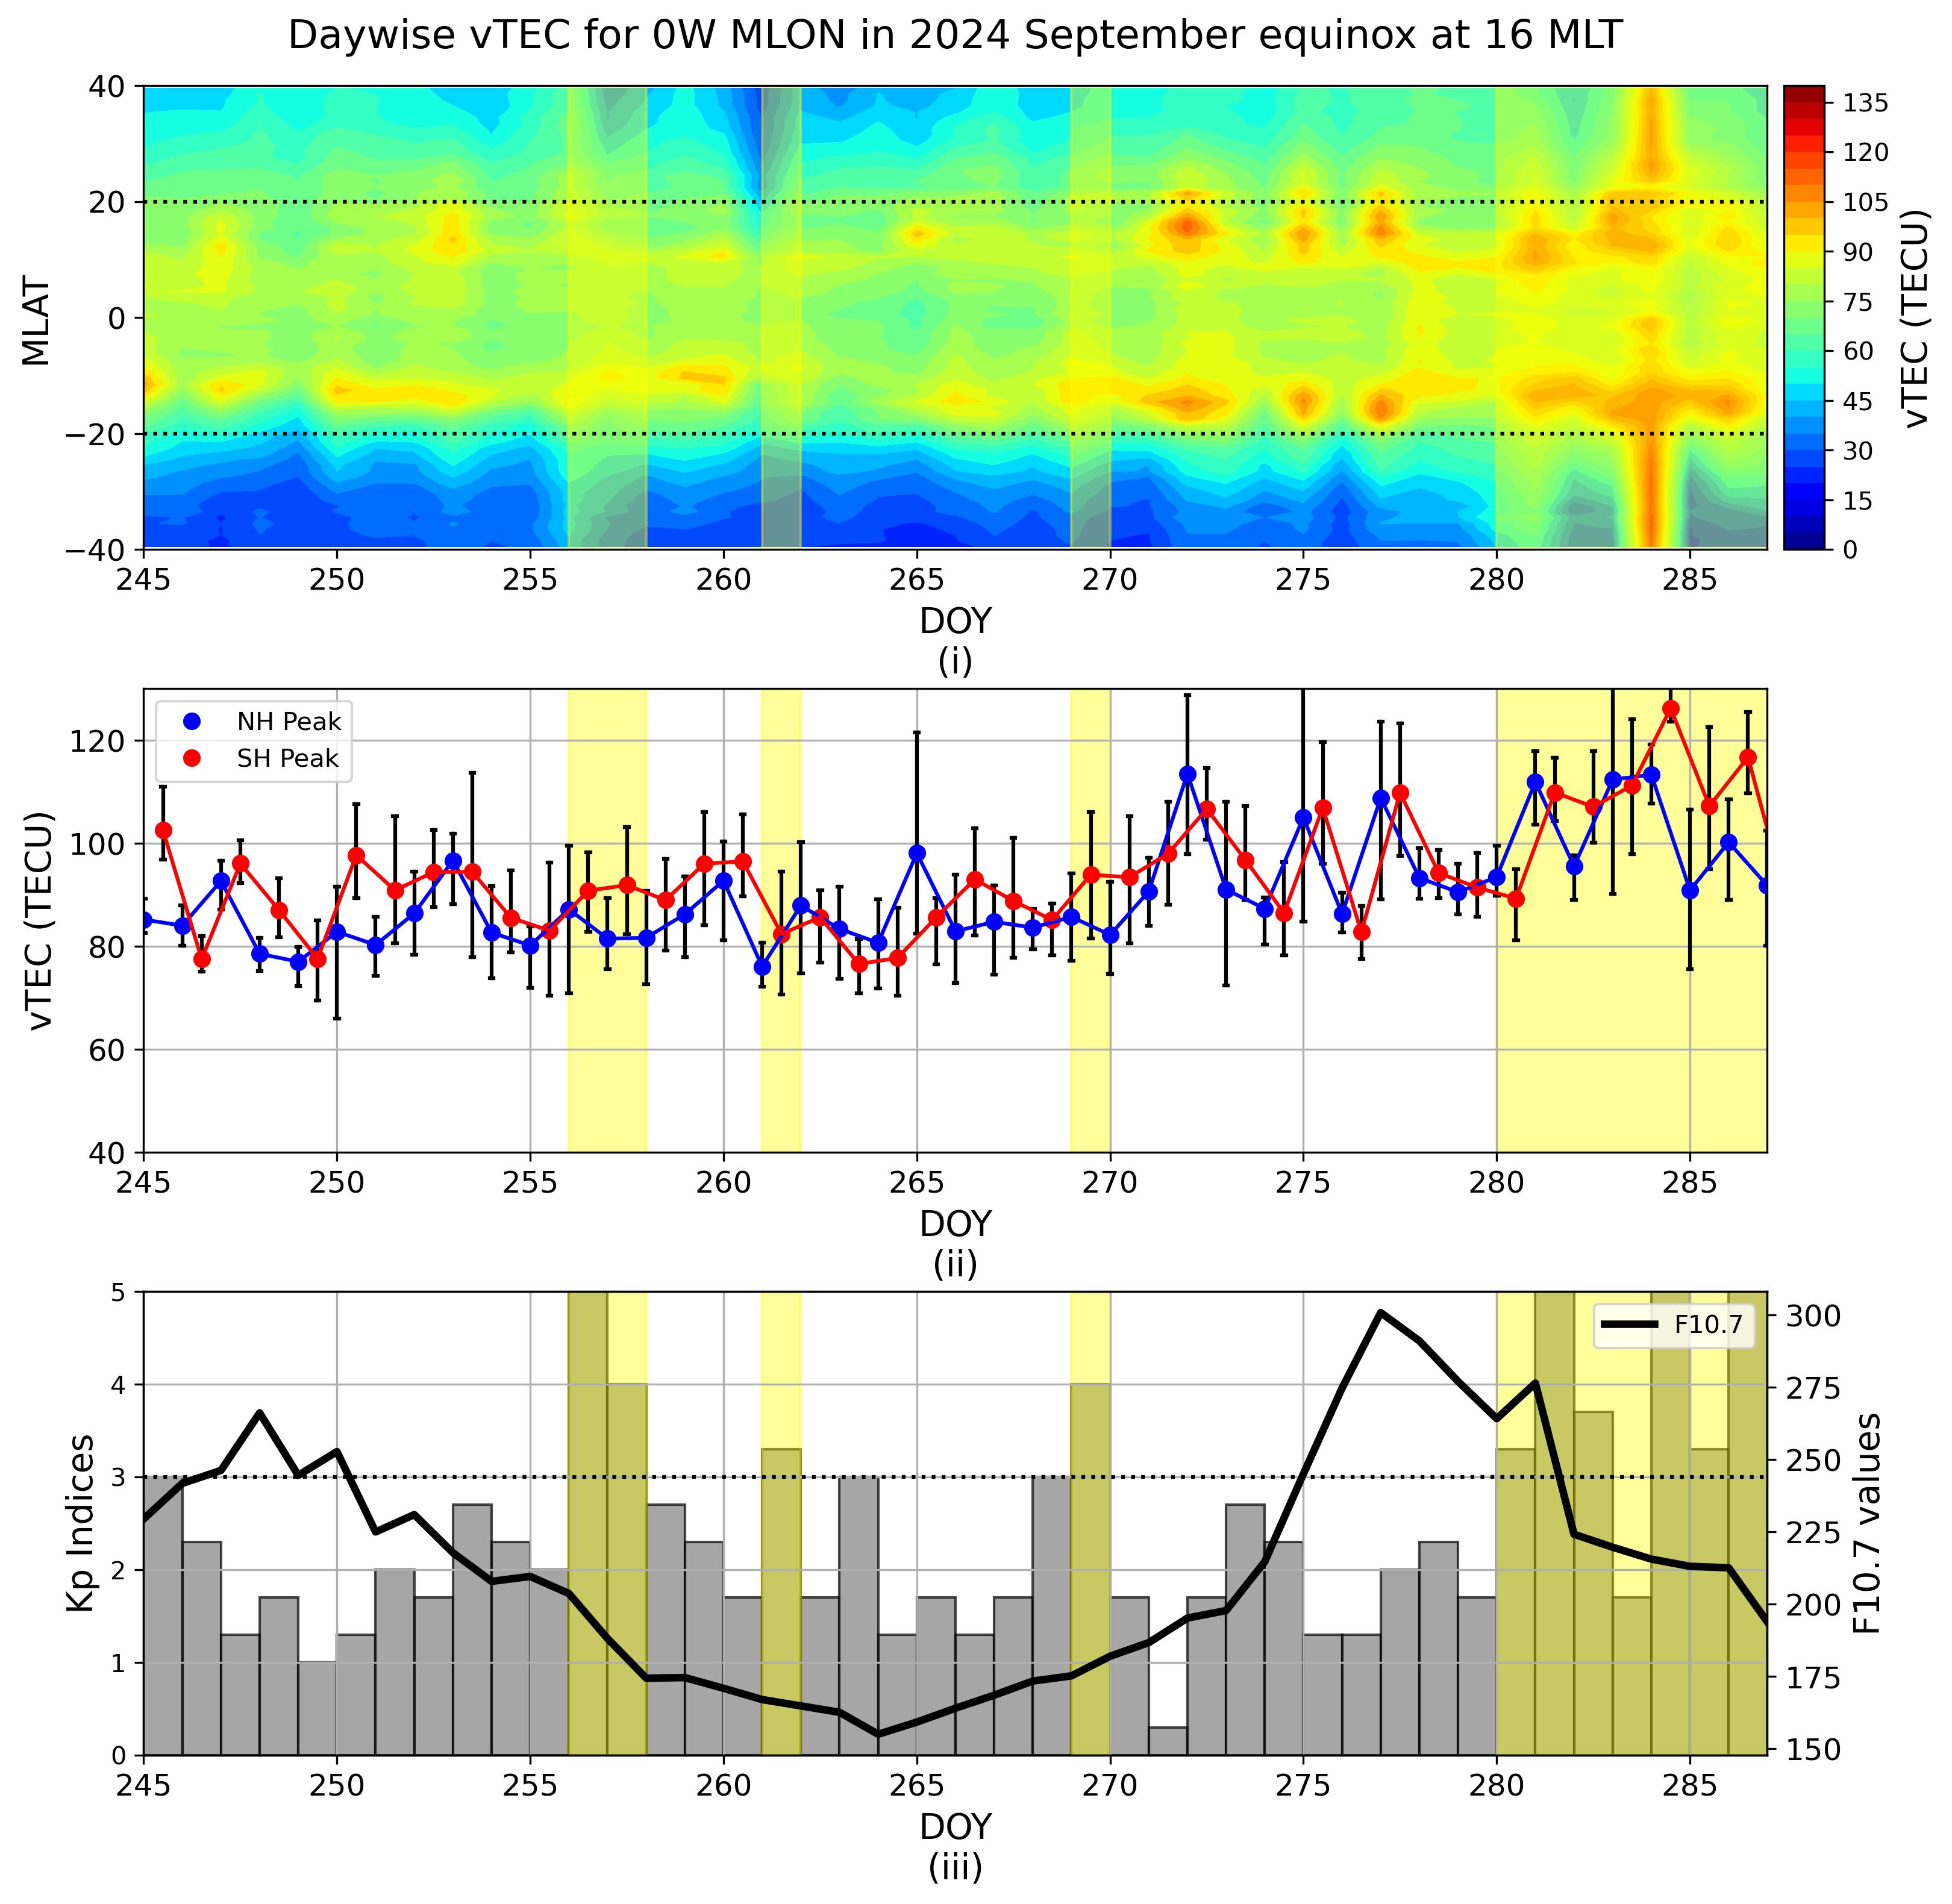 Daywise vTEC for 0W MLON in 2024 September equinox at 16 MLT
40
20
0
−20
−40
MLAT
245 250 255 260 265 270 275 280 285
DOY
(i)
135
120
105
90
75
60
45
30
15
0
vTEC (TECU)
NH Peak
SH Peak
120
100
80
60
40
vTEC (TECU)
245 250 255 260 265 270 275 280 285
DOY
(ii)
F10.7
5
4
3
2
1
0
Kp Indices
300
275
250
225
200
175
150
F10.7 values
245 250 255 260 265 270 275 280 285
DOY
(iii)